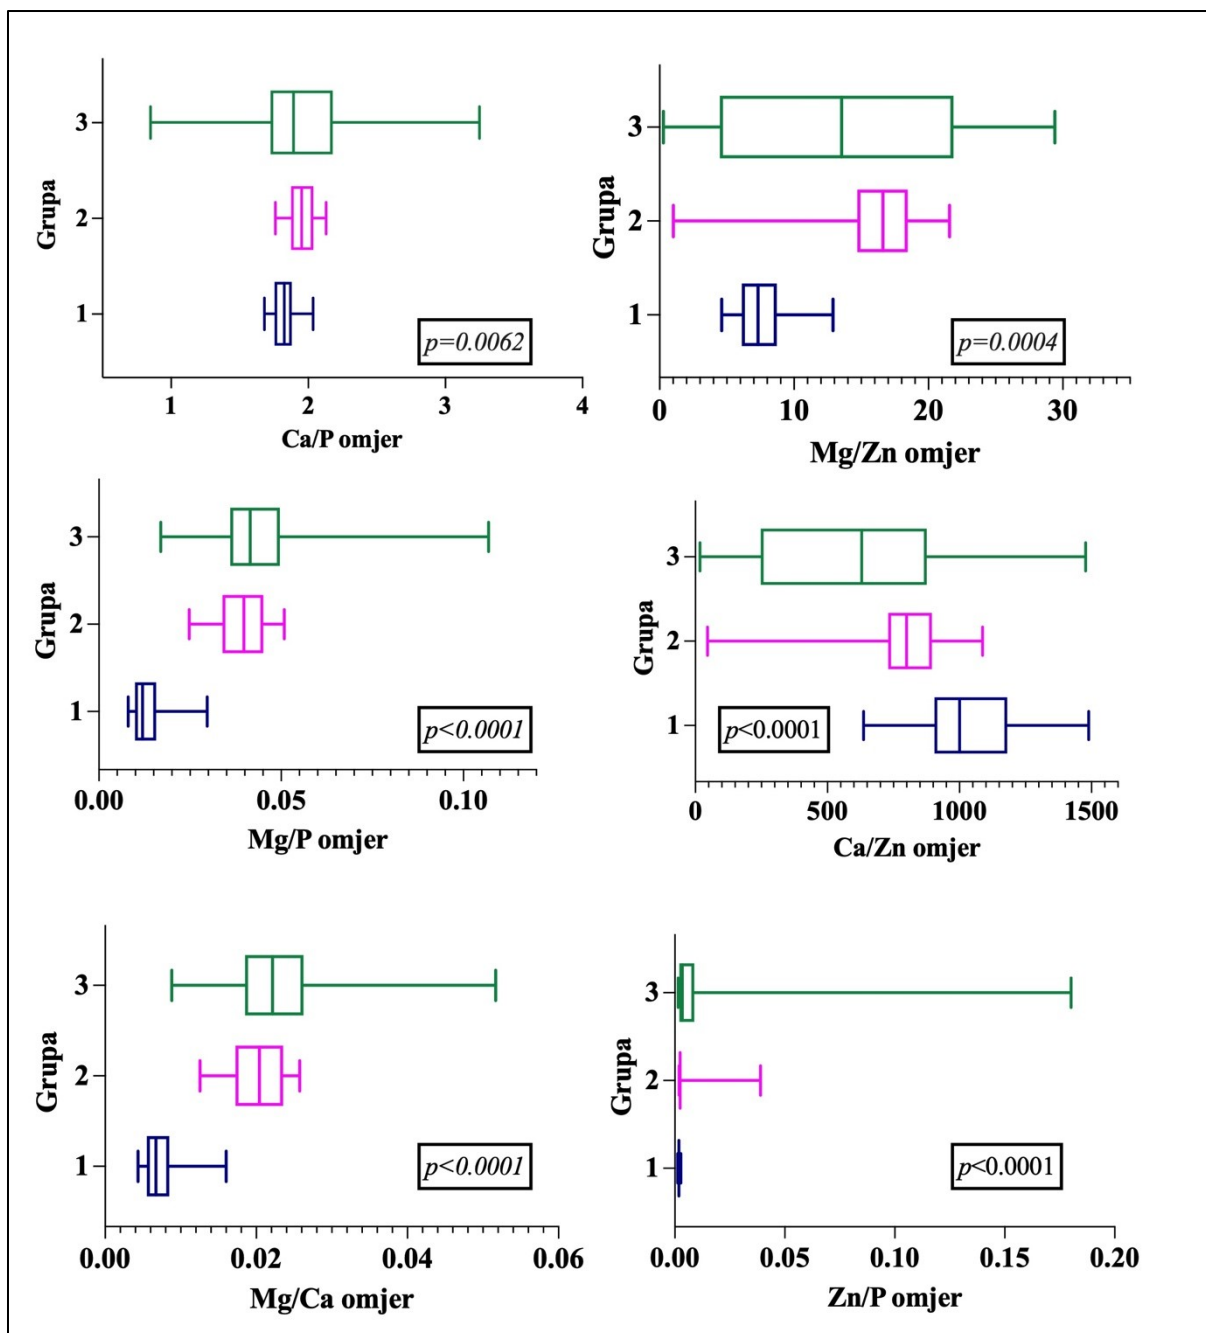 Grupa
3
2
1
p=0.0062
1 2 3 4
Ca/P omjer
Grupa
3
2
1
p=0.0004
0 10 20 30
Mg/Zn omjer
Grupa
3
2
1
p<0.0001
0.00 0.05 0.10
Mg/P omjer
Grupa
3
2
1
p<0.0001
0 500 1000 1500
Ca/Zn omjer
Grupa
3
2
1
p<0.0001
0.00 0.02 0.04 0.06
Mg/Ca omjer
Grupa
3
2
1
p<0.0001
0.00 0.05 0.10 0.15 0.20
Zn/P omjer